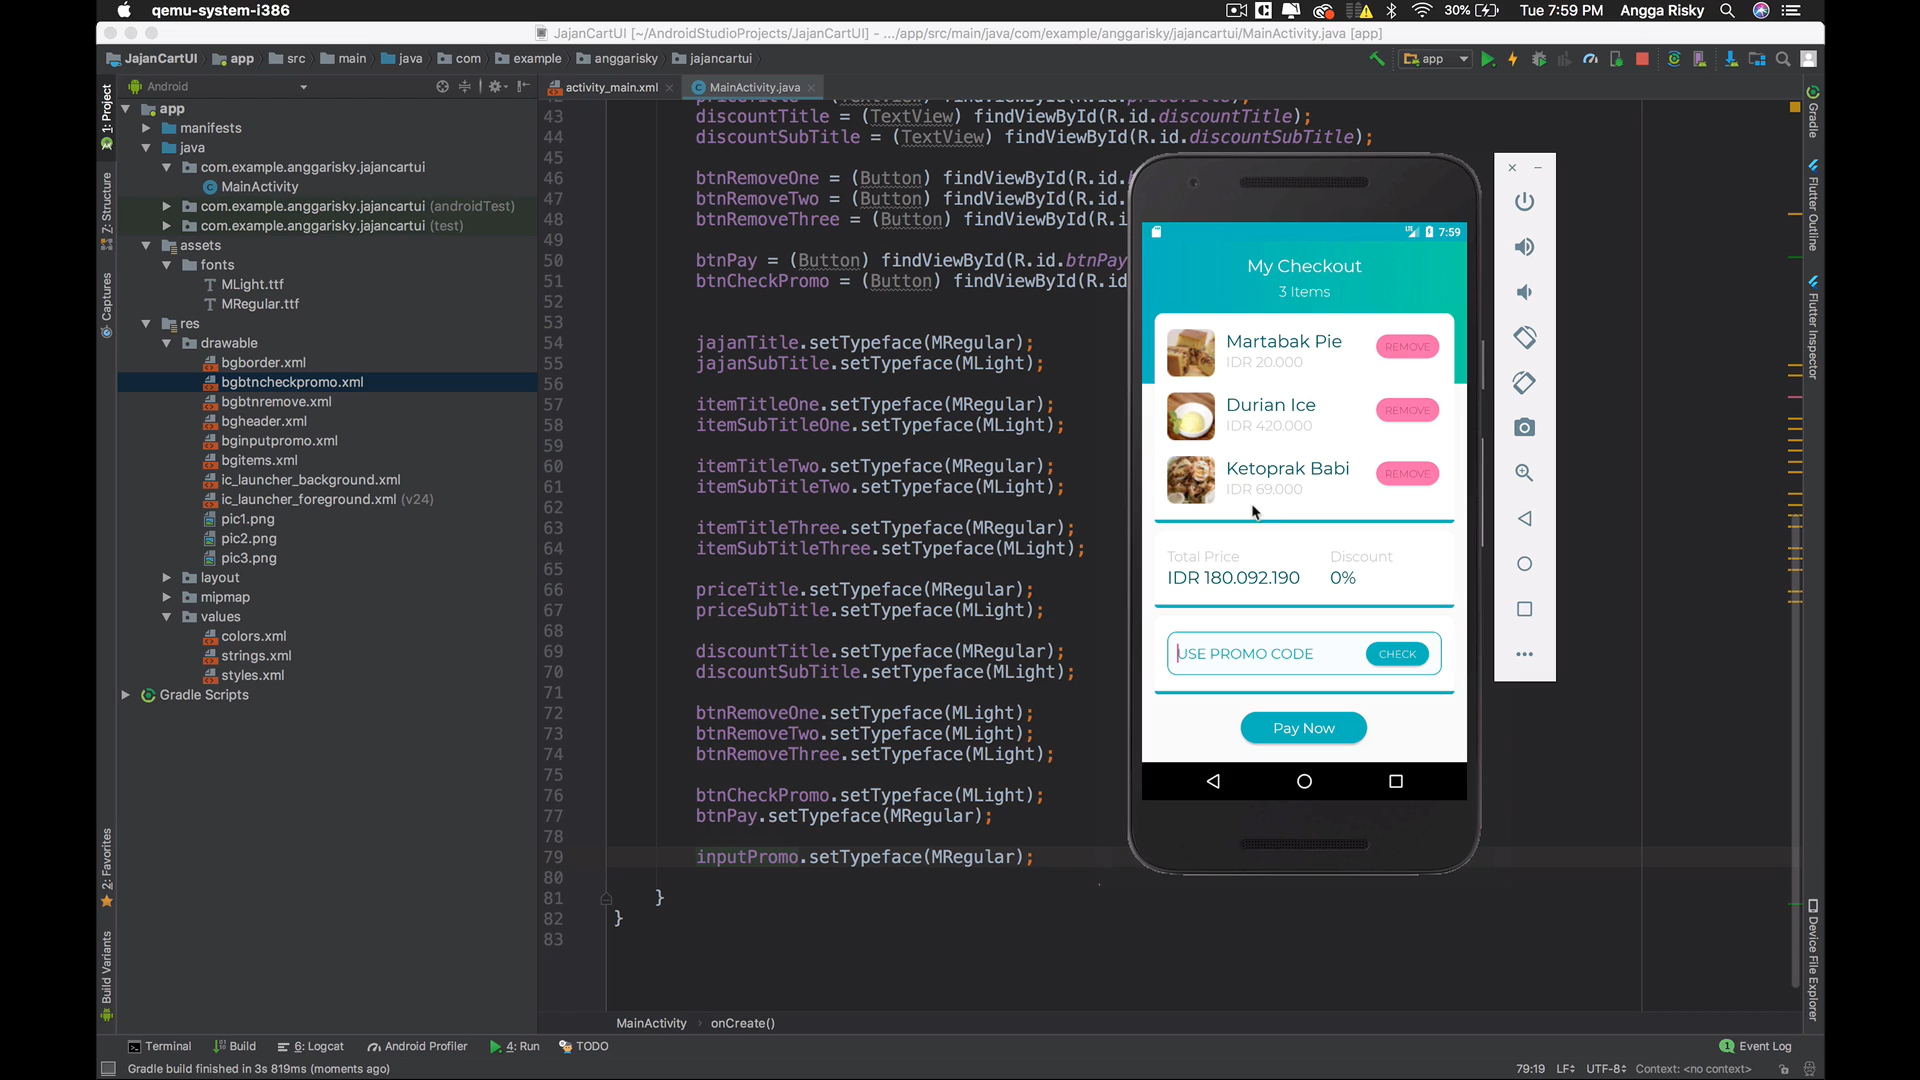 qemu-system-i386
30%
Tue 7:59 PM
Angga Risky
JajanCartUI [~/AndroidStudioProjects/JajanCartUI] - .../app/src/main/java/com/example/anggarisky/jajancartui/MainActivity.java [app]
JajanCartUI
app
src
main
java
com
example
anggarisky
jajancartui
app
Android
activity_main.xml
MainActivity.java
1: Project
Z: Structure
Captures
2: Favorites
Build Variants
app
manifests
java
com.example.anggarisky.jajancartui
MainActivity
com.example.anggarisky.jajancartui (androidTest)
com.example.anggarisky.jajancartui (test)
assets
fonts
MLight.ttf
MRegular.ttf
res
drawable
bgborder.xml
bgbtncheckpromo.xml
bgbtnremove.xml
bgheader.xml
bginputpromo.xml
bgitems.xml
ic_launcher_background.xml
ic_launcher_foreground.xml (v24)
pic1.png
pic2.png
pic3.png
layout
mipmap
values
colors.xml
strings.xml
styles.xml
Gradle Scripts
43 discountTitle = (TextView) findViewById(R.id.discountTitle);
44 discountSubTitle = (TextView) findViewById(R.id.discountSubTitle);
45
46 btnRemoveOne = (Button) findViewById(R.id.
47 btnRemoveTwo = (Button) findViewById(R.id.
48 btnRemoveThree = (Button) findViewById(R.i
49
50 btnPay = (Button) findViewById(R.id.btnPay
51 btnCheckPromo = (Button) findViewById(R.id
52
53
54 jajanTitle.setTypeface(MRegular);
55 jajanSubTitle.setTypeface(MLight);
56
57 itemTitleOne.setTypeface(MRegular);
58 itemSubTitleOne.setTypeface(MLight);
59
60 itemTitleTwo.setTypeface(MRegular);
61 itemSubTitleTwo.setTypeface(MLight);
62
63 itemTitleThree.setTypeface(MRegular);
64 itemSubTitleThree.setTypeface(MLight);
65
66 priceTitle.setTypeface(MRegular);
67 priceSubTitle.setTypeface(MLight);
68
69 discountTitle.setTypeface(MRegular);
70 discountSubTitle.setTypeface(MLight);
71
72 btnRemoveOne.setTypeface(MLight);
73 btnRemoveTwo.setTypeface(MLight);
74 btnRemoveThree.setTypeface(MLight);
75
76 btnCheckPromo.setTypeface(MLight);
77 btnPay.setTypeface(MRegular);
78
79 inputPromo.setTypeface(MRegular);
80
81 }
82 }
83
LTE 7:59
My Checkout
3 Items
Martabak Pie
IDR 20.000
REMOVE
Durian Ice
IDR 420.000
REMOVE
Ketoprak Babi
IDR 69.000
REMOVE
Total Price
Discount
IDR 180.092.190
0%
USE PROMO CODE
CHECK
Pay Now
Gradle
Flutter Outline
Flutter Inspector
Device File Explorer
MainActivity › onCreate()
Terminal
Build
6: Logcat
Android Profiler
4: Run
TODO
1 Event Log
Gradle build finished in 3s 819ms (moments ago)
79:19
LF
UTF-8
Context: <no context>